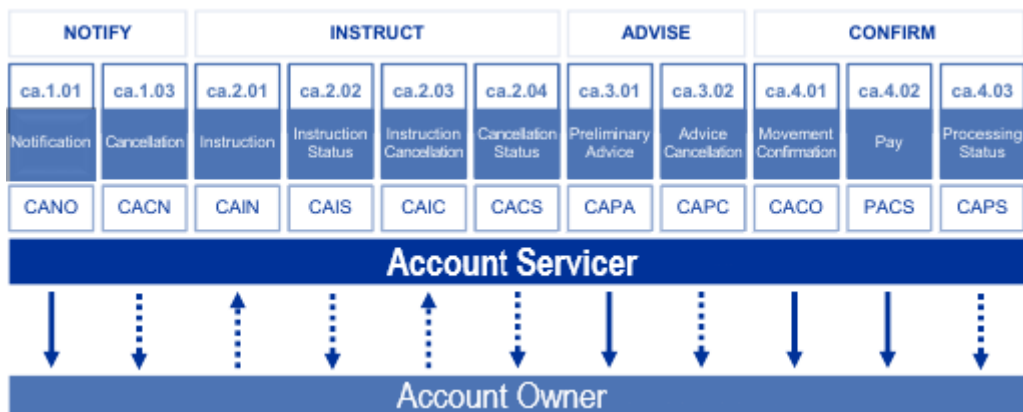 NOTIFY INSTRUCT ADVISE CONFIRM
ca.1.01 ca.1.03 ca.2.01 ca.2.02 ca.2.03 ca.2.04 ca.3.01 ca.3.02 ca.4.01 ca.4.02 ca.4.03
Notification Cancellation Instruction Instruction Status Instruction Cancellation Cancellation Status Preliminary Advice Advice Cancellation Movement Confirmation Pay Processing Status
CANO CACN CAIN CAIS CAIC CACS CAPA CAPC CACO PACS CAPS
Account Servicer
Account Owner